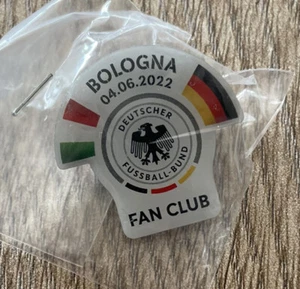 BOLOGNA
04.06.2022
DEUTSCHER
FUSSBALL-BUND
FAN CLUB